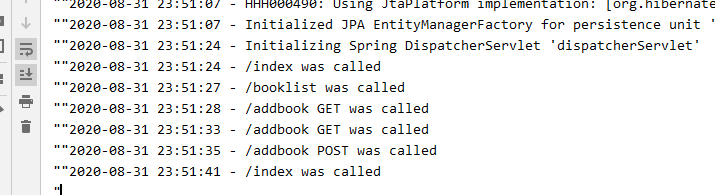 ""2020-08-31 23:51:07 - HHH000490: Using JtaPlatform implementation: [org.hibernate
""2020-08-31 23:51:07 - Initialized JPA EntityManagerFactory for persistence unit '
""2020-08-31 23:51:24 - Initializing Spring DispatcherServlet 'dispatcherServlet'
""2020-08-31 23:51:24 - /index was called
""2020-08-31 23:51:27 - /booklist was called
""2020-08-31 23:51:28 - /addbook GET was called
""2020-08-31 23:51:33 - /addbook GET was called
""2020-08-31 23:51:35 - /addbook POST was called
""2020-08-31 23:51:41 - /index was called
"